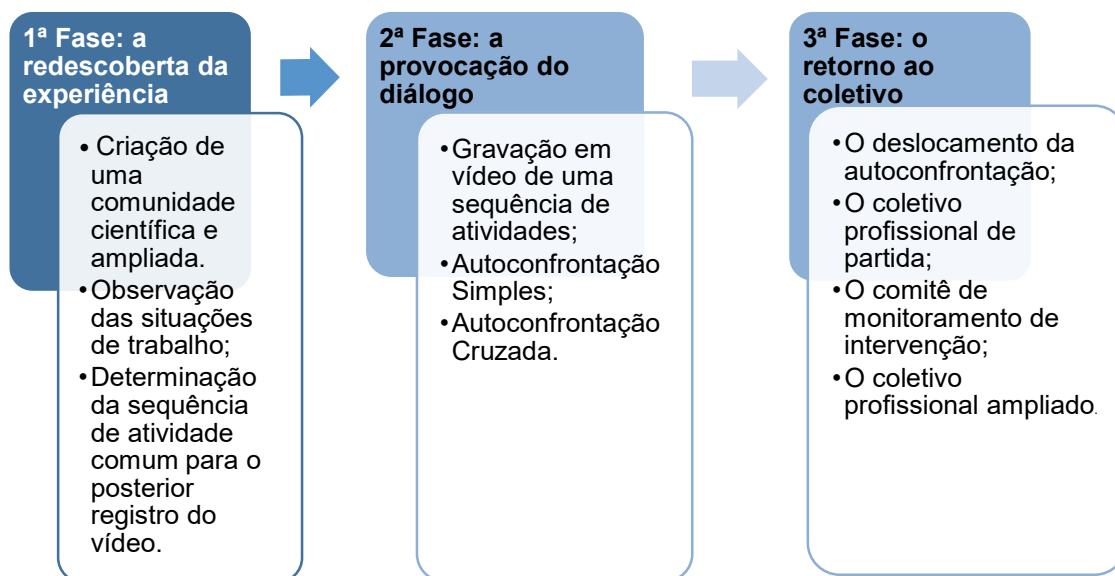 1ª Fase: a
redescoberta da
experiência
• Criação de
uma
comunidade
científica e
ampliada.
•Observação
das situações
de trabalho;
•Determinação
da sequência
de atividade
comum para o
posterior
registro do
vídeo.
2ª Fase: a
provocação do
diálogo
•Gravação em
vídeo de uma
sequência de
atividades;
•Autoconfrontação
Simples;
•Autoconfrontação
Cruzada.
3ª Fase: o
retorno ao
coletivo
•O deslocamento da
autoconfrontação;
•O coletivo
profissional de
partida;
•O comitê de
monitoramento de
intervenção;
•O coletivo
profissional ampliado.